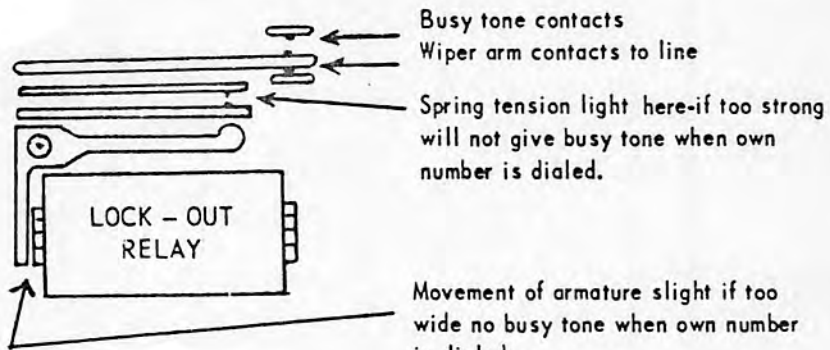 Busy tone contacts
Wiper arm contacts to line
Spring tension light here-if too strong
will not give busy tone when own
number is dialed.
LOCK - OUT
RELAY
Movement of armature slight if too
wide no busy tone when own number